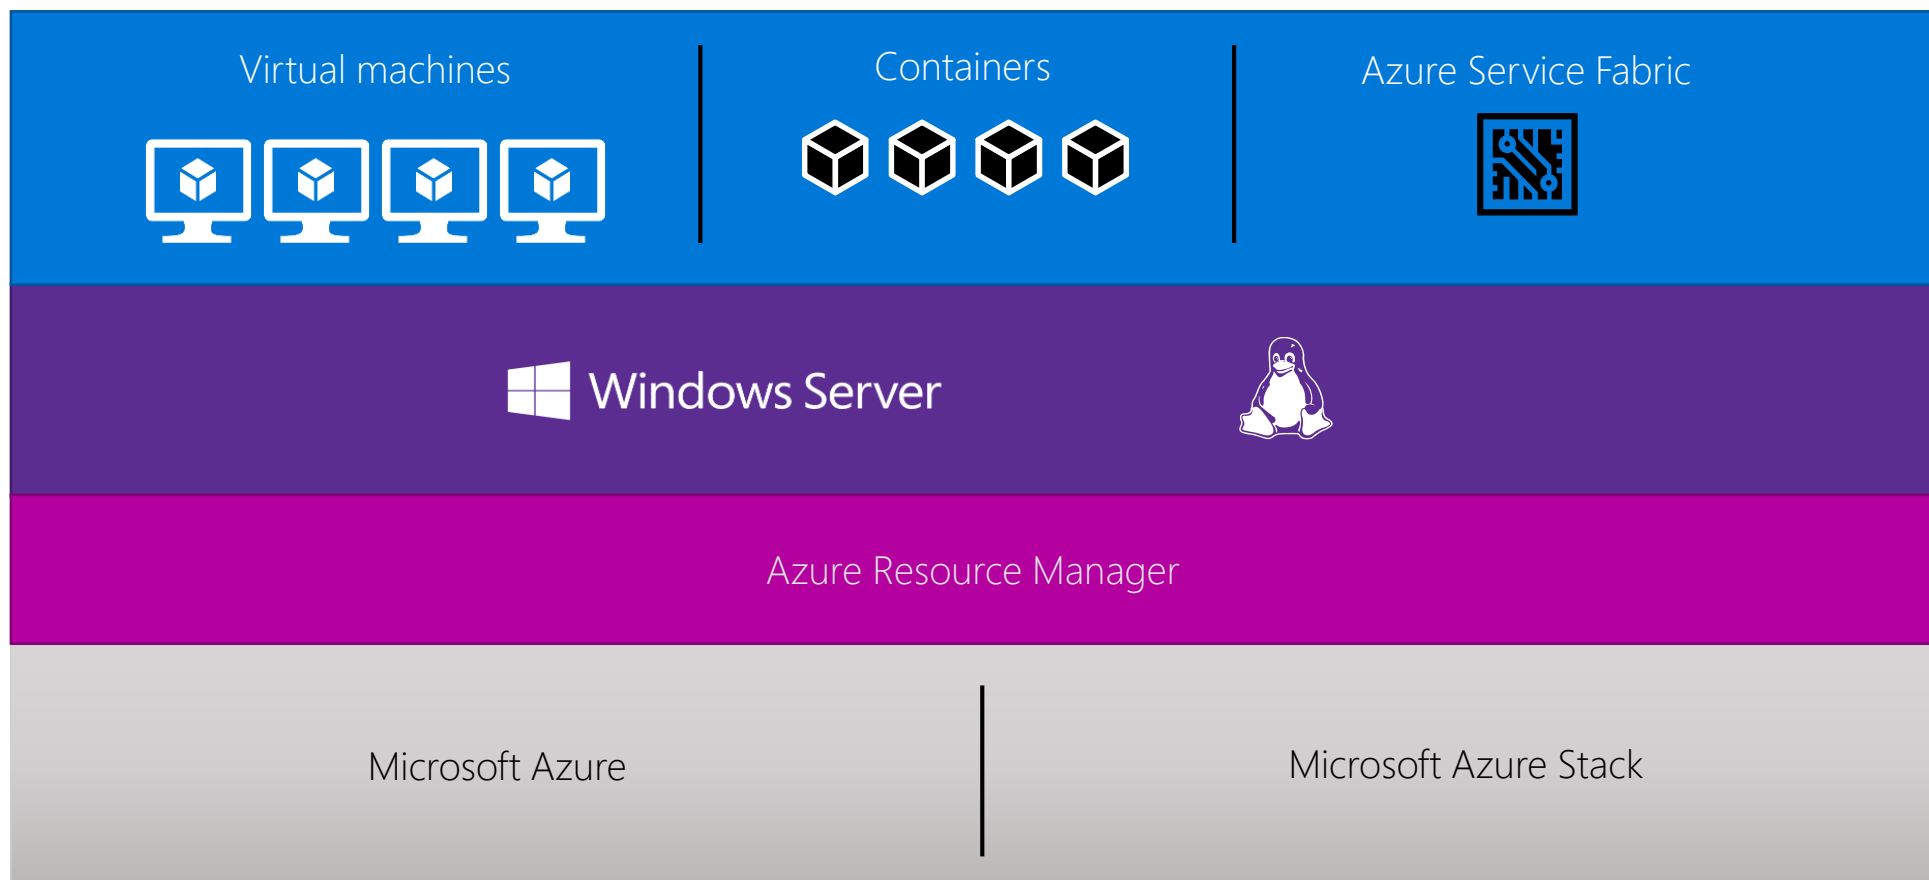 Virtual machines
Containers
Azure Service Fabric
Windows Server
Azure Resource Manager
Microsoft Azure
Microsoft Azure Stack